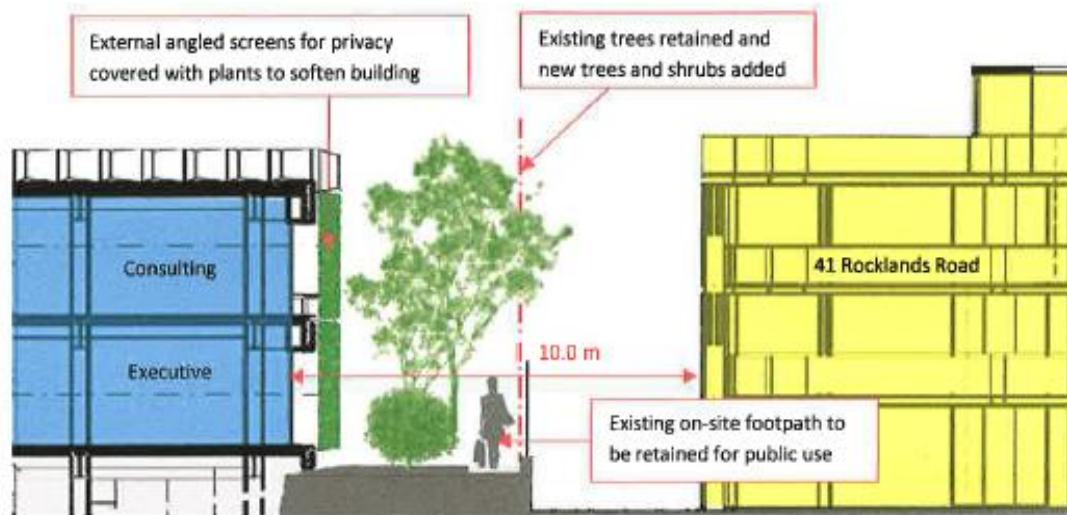 External angled screens for privacy
covered with plants to soften building
Existing trees retained and
new trees and shrubs added
Consulting
41 Rocklands Road
10.0 m
Executive
Existing on-site footpath to
be retained for public use